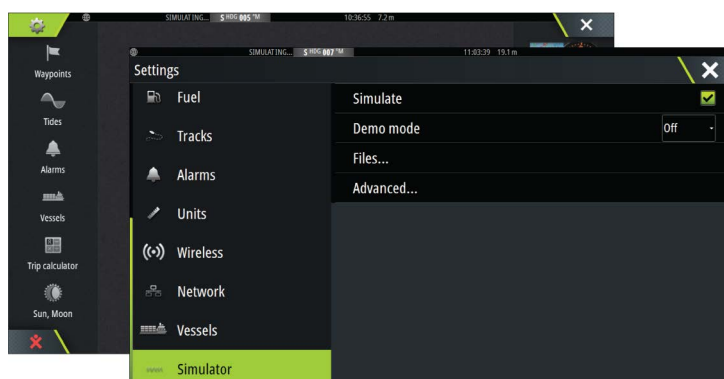 SIMULATING... S HDG 005 °M 10:36:55 7.2 m
Waypoints
Tides
Alarms
Vessels
Trip calculator
Sun, Moon
SIMULATING... S HDG 007 °M 11:03:39 19.1 m
Settings
Fuel
Tracks
Alarms
Units
Wireless
Network
Vessels
Simulator
Simulate
Demo mode Off
Files...
Advanced...